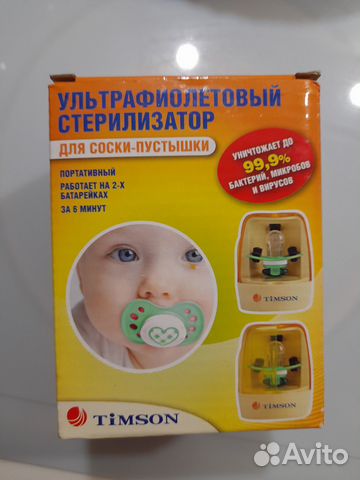 УЛЬТРАФИОЛЕТОВЫЙ
СТЕРИЛИЗАТОР
ДЛЯ СОСКИ-ПУСТЫШКИ
ПОРТАТИВНЫЙ
РАБОТАЕТ НА 2-Х
БАТАРЕЙКАХ
ЗА 6 МИНУТ
УНИЧТОЖАЕТ ДО
99,9%
БАКТЕРИЙ, МИКРОБОВ
И ВИРУСОВ
TiMSON
TiMSON
TiMSON
Avito